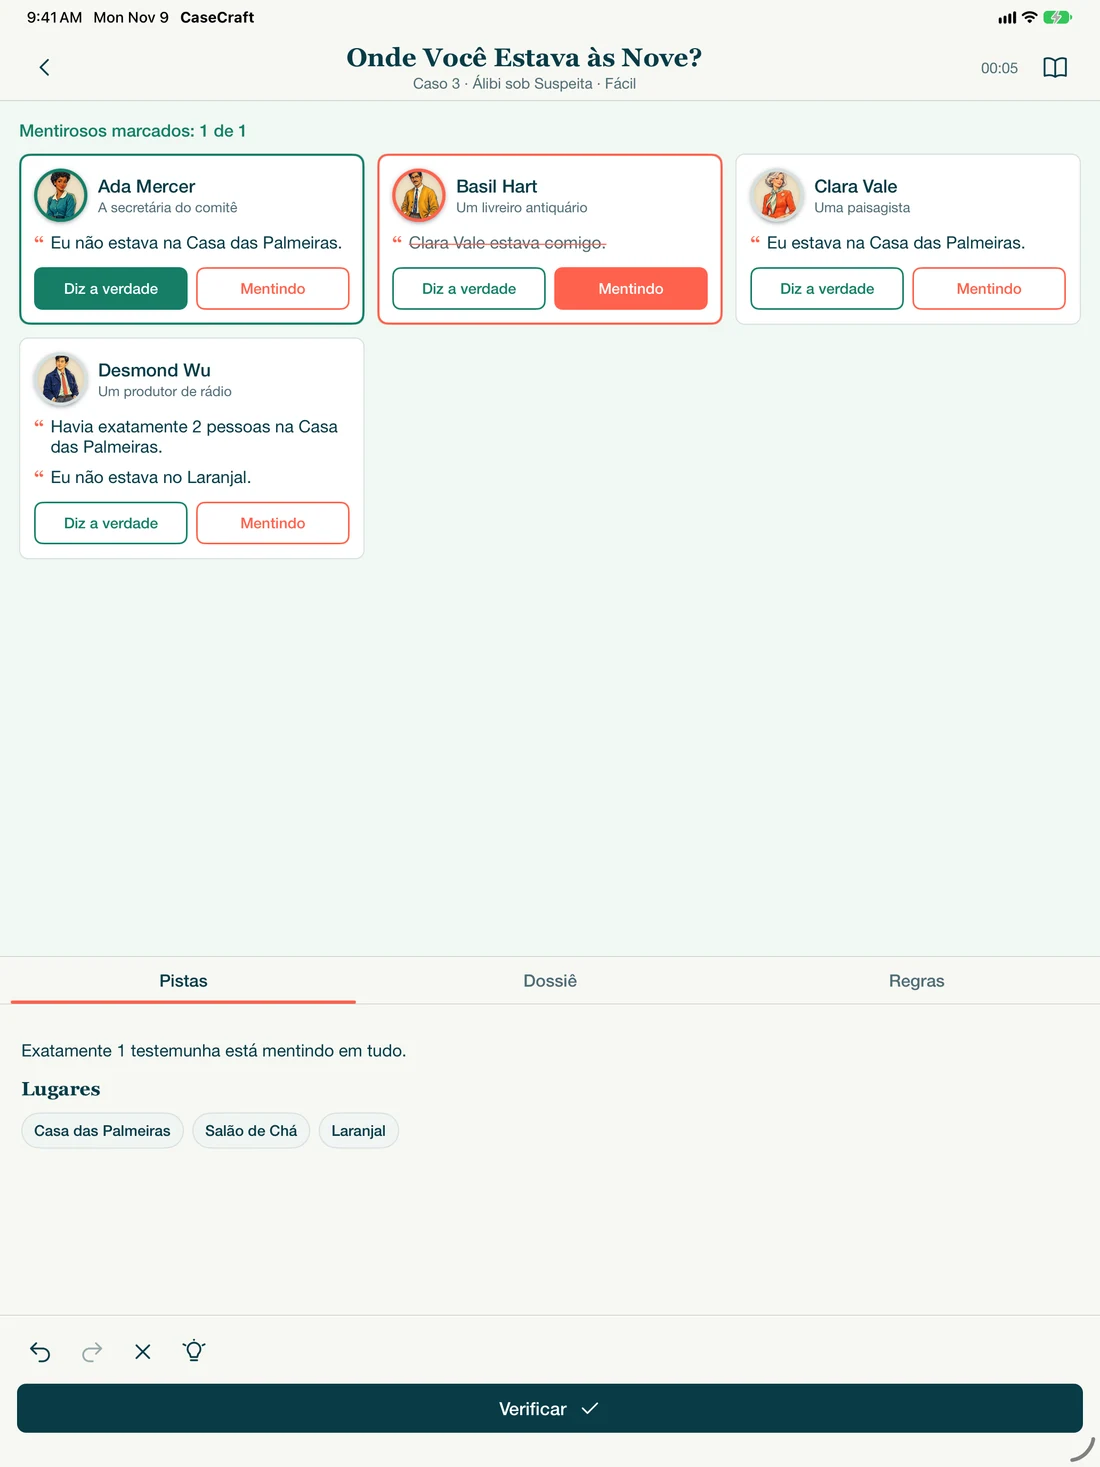 9:41 AM Mon Nov 9 CaseCraft
Onde Você Estava às Nove?
Caso 3 · Álibi sob Suspeita · Fácil
00:05
Mentirosos marcados: 1 de 1
Ada Mercer
A secretária do comitê
“ Eu não estava na Casa das Palmeiras.
Diz a verdade
Mentindo
Basil Hart
Um livreiro antiquário
“ Clara Vale estava comigo.
Diz a verdade
Mentindo
Clara Vale
Uma paisagista
“ Eu estava na Casa das Palmeiras.
Diz a verdade
Mentindo
Desmond Wu
Um produtor de rádio
“ Havia exatamente 2 pessoas na Casa
das Palmeiras.
“ Eu não estava no Laranjal.
Diz a verdade
Mentindo
Pistas
Dossiê
Regras
Exatamente 1 testemunha está mentindo em tudo.
Lugares
Casa das Palmeiras
Salão de Chá
Laranjal
Verificar